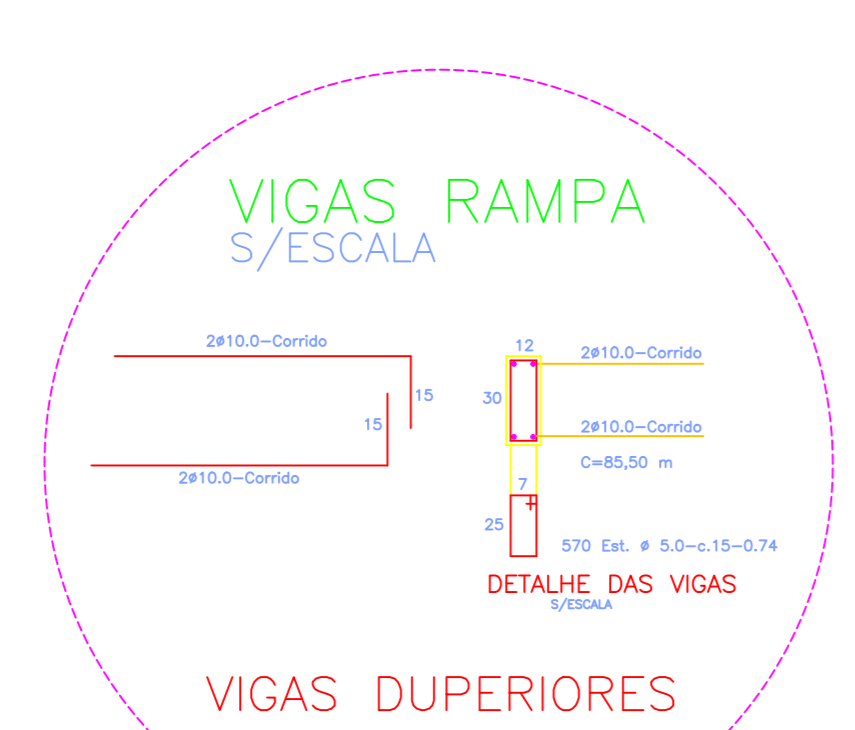 VIGAS RAMPA
S/ESCALA
2ø10.0-Corrido
15
15
2ø10.0-Corrido
12
30
2ø10.0-Corrido
2ø10.0-Corrido
C=85,50 m
7
25
570 Est. ø 5.0-c.15-0.74
DETALHE DAS VIGAS
S/ESCALA
VIGAS DUPERIORES